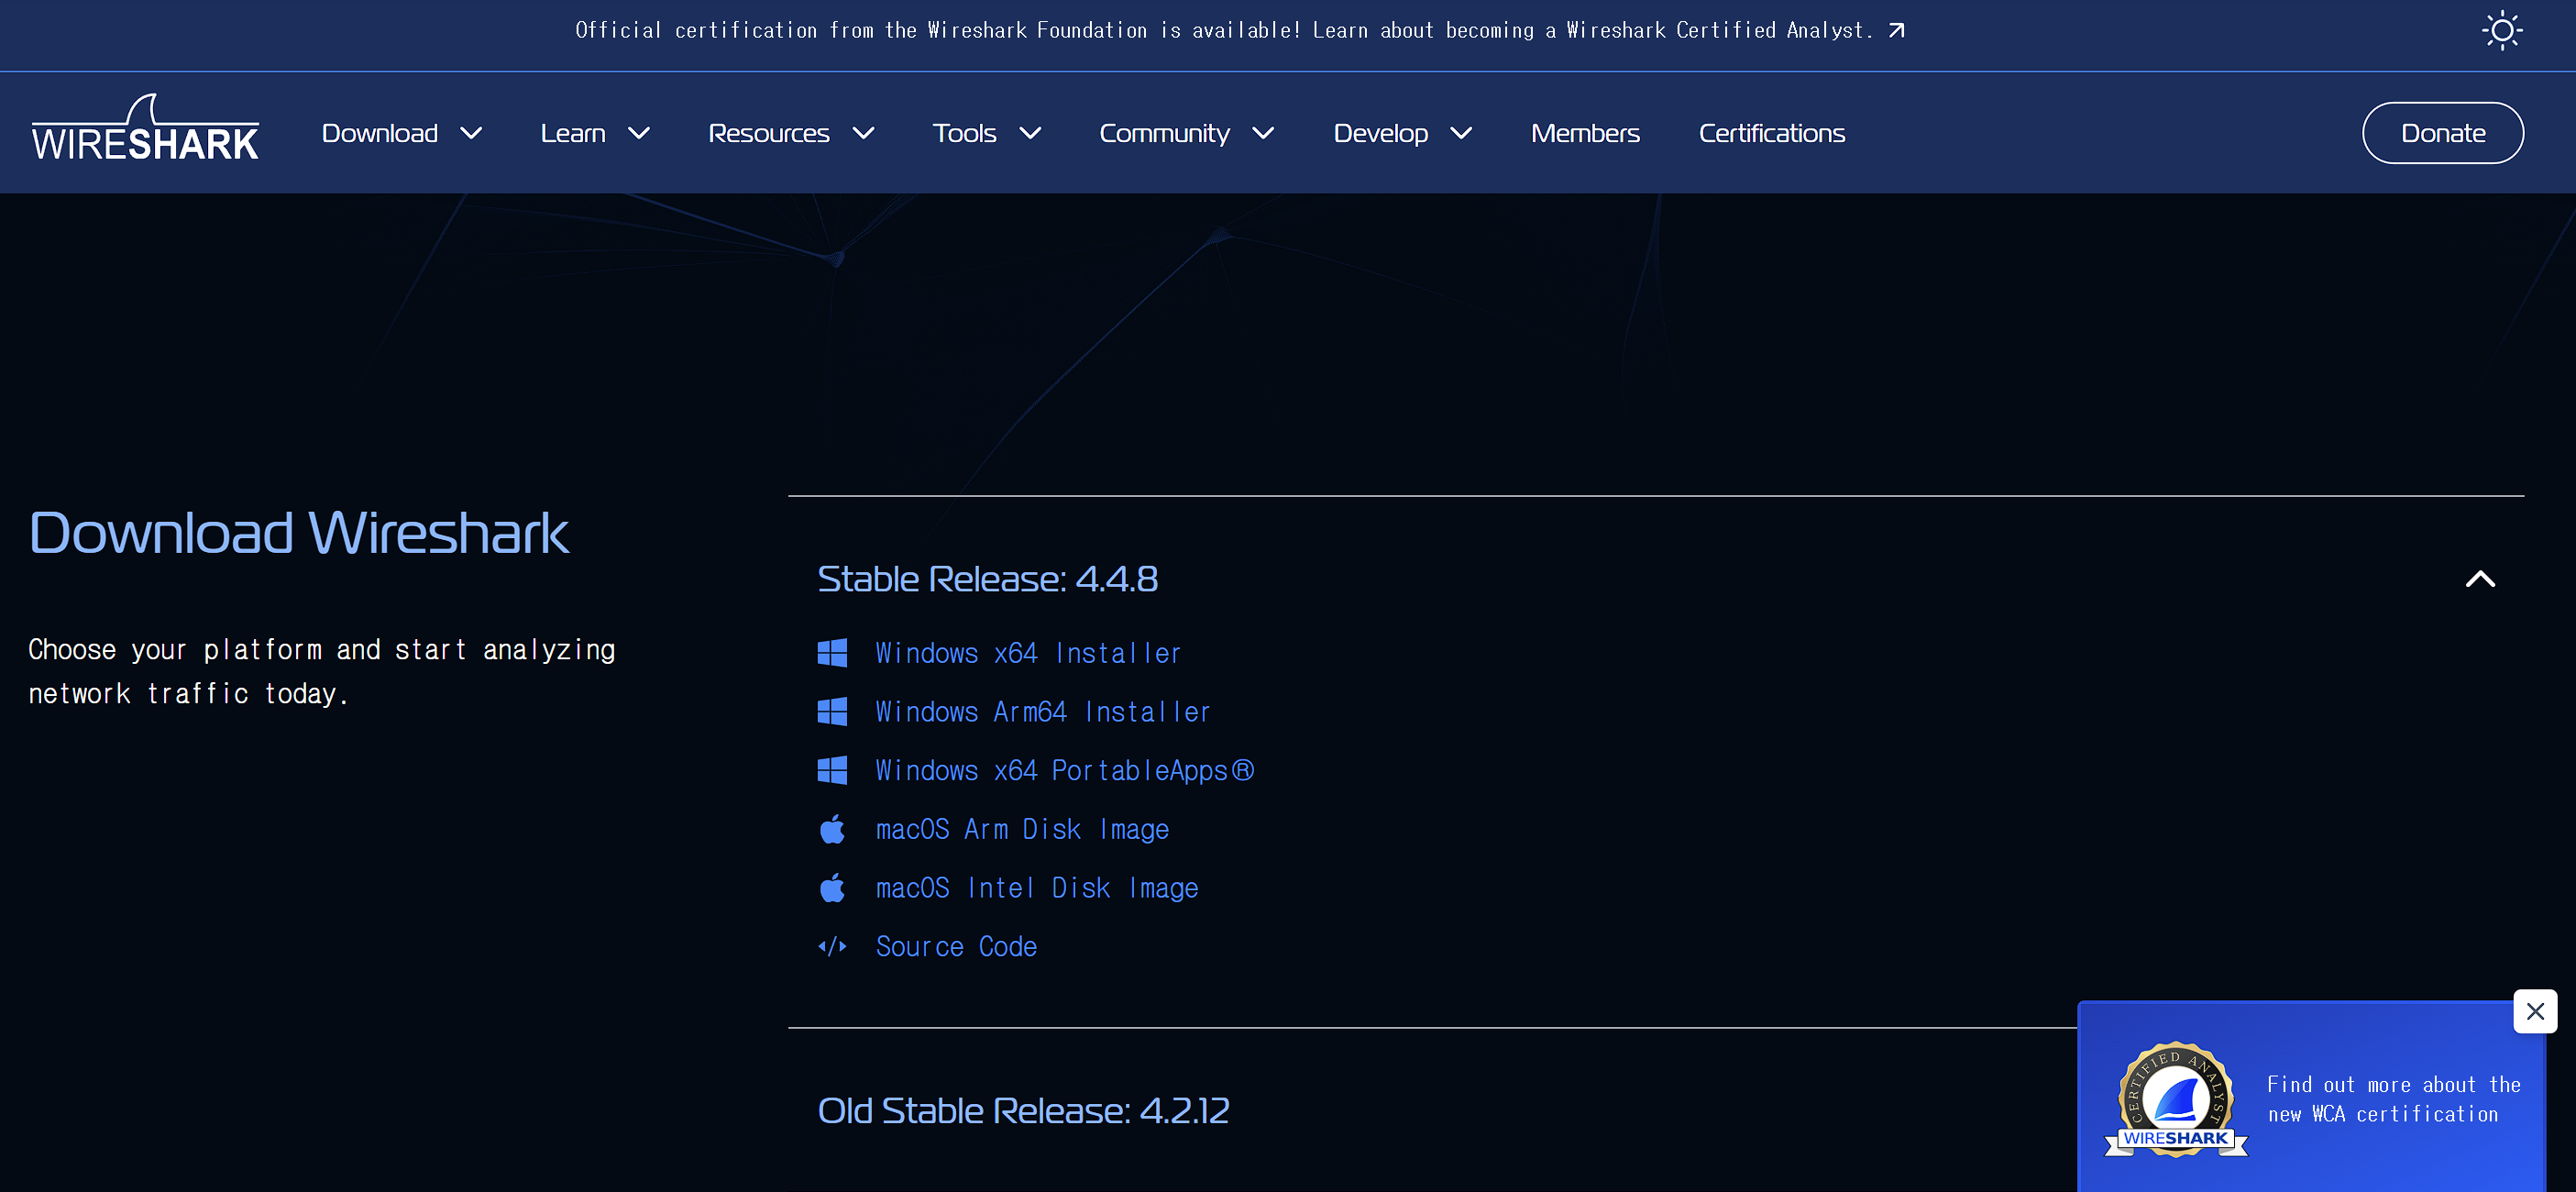 Official certification from the Wireshark Foundation is available! Learn about becoming a Wireshark Certified Analyst.
WIRESHARK
Download
Learn
Resources
Tools
Community
Develop
Members
Certifications
Donate
Download Wireshark
Choose your platform and start analyzing
network traffic today.
Stable Release: 4.4.8
Windows x64 Installer
Windows Arm64 Installer
Windows x64 PortableApps®
macOS Arm Disk Image
macOS Intel Disk Image
Source Code
Old Stable Release: 4.2.12
CERTIFIED ANALYST
WIRESHARK
Find out more about the
new WCA certification